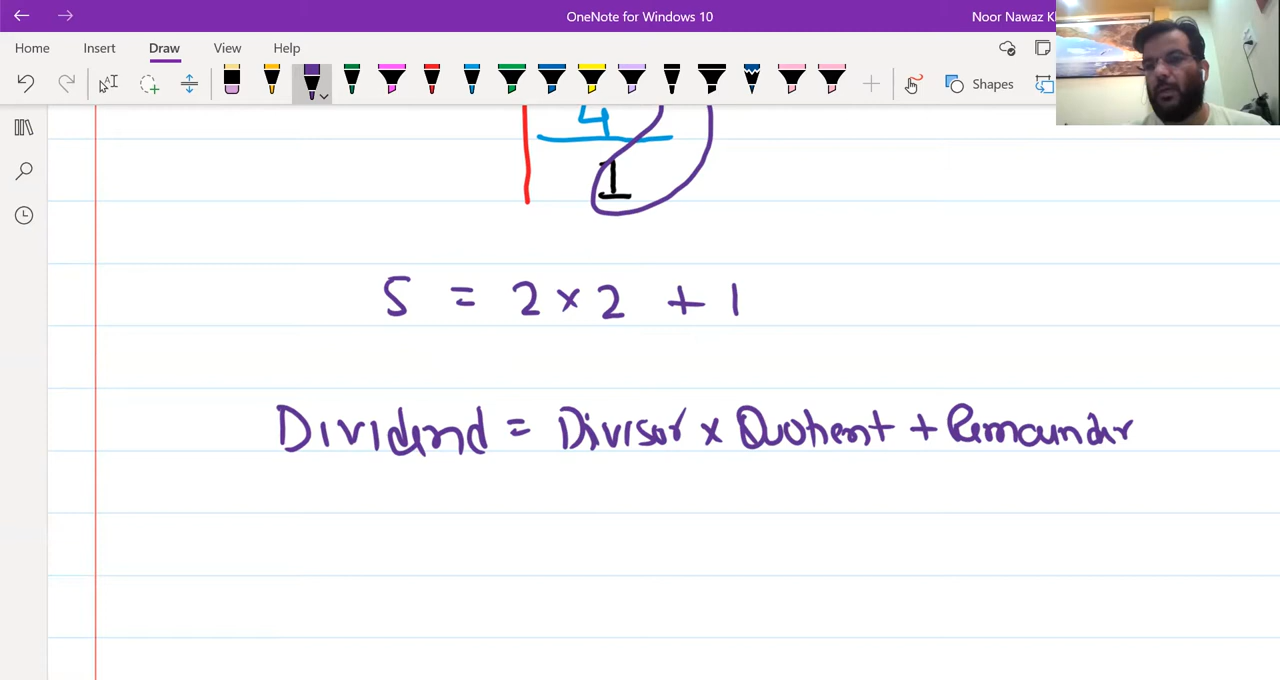 OneNote for Windows 10
Noor Nawaz Kh
Home Insert Draw View Help
Shapes
4
1
5 = 2 × 2 + 1
Dividend = Divisor × Quotient + Remainder